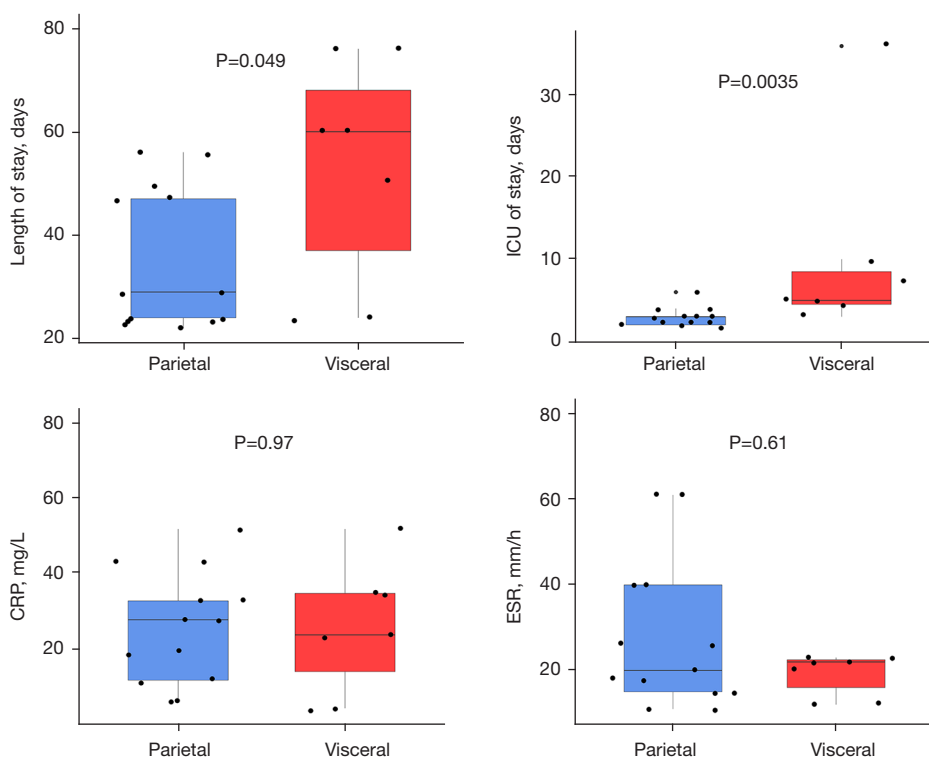 80
60
40
20
Length of stay, days
P=0.049
Parietal
Visceral
30
20
10
0
ICU of stay, days
P=0.0035
Parietal
Visceral
80
60
40
20
CRP, mg/L
P=0.97
Parietal
Visceral
80
60
40
20
ESR, mm/h
P=0.61
Parietal
Visceral